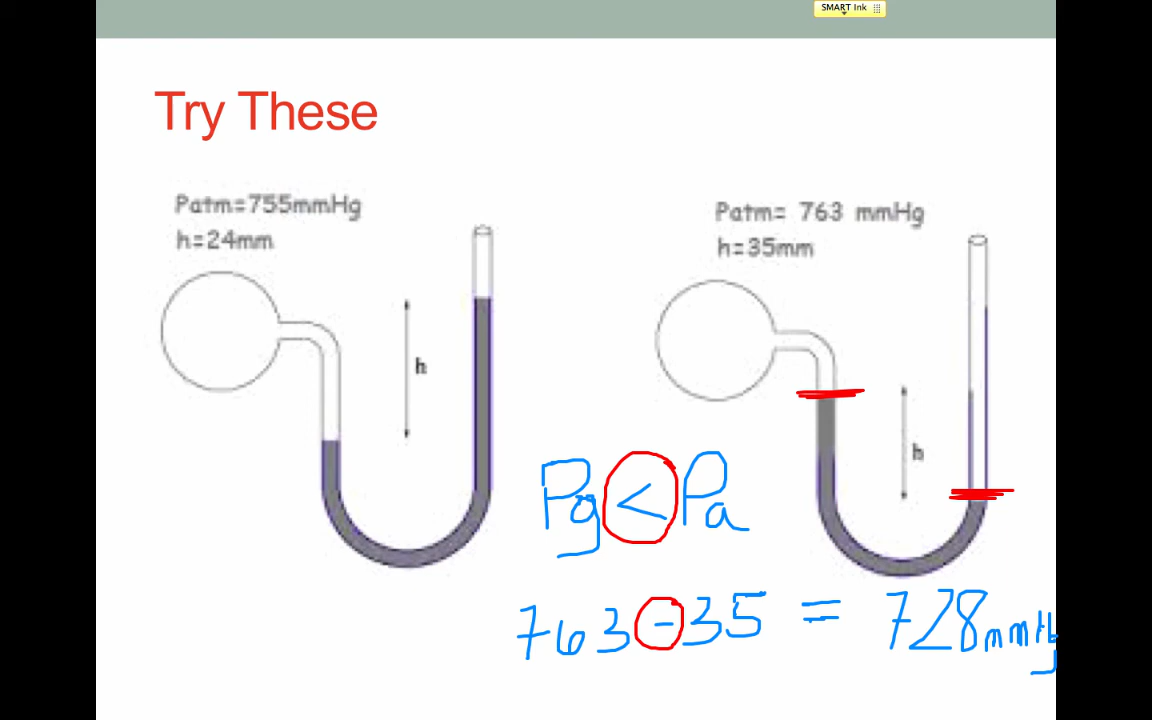 SMART Ink
Try These
Patm=755mmHg
h=24mm
h
Patm= 763 mmHg
h=35mm
h
Pg < Pa
763 - 35 = 728mmHg